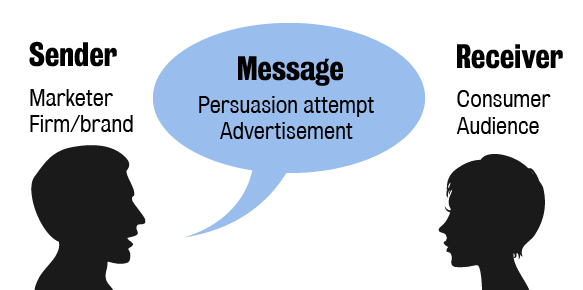 Sender
Marketer
Firm/brand
Message
Persuasion attempt
Advertisement
Receiver
Consumer
Audience